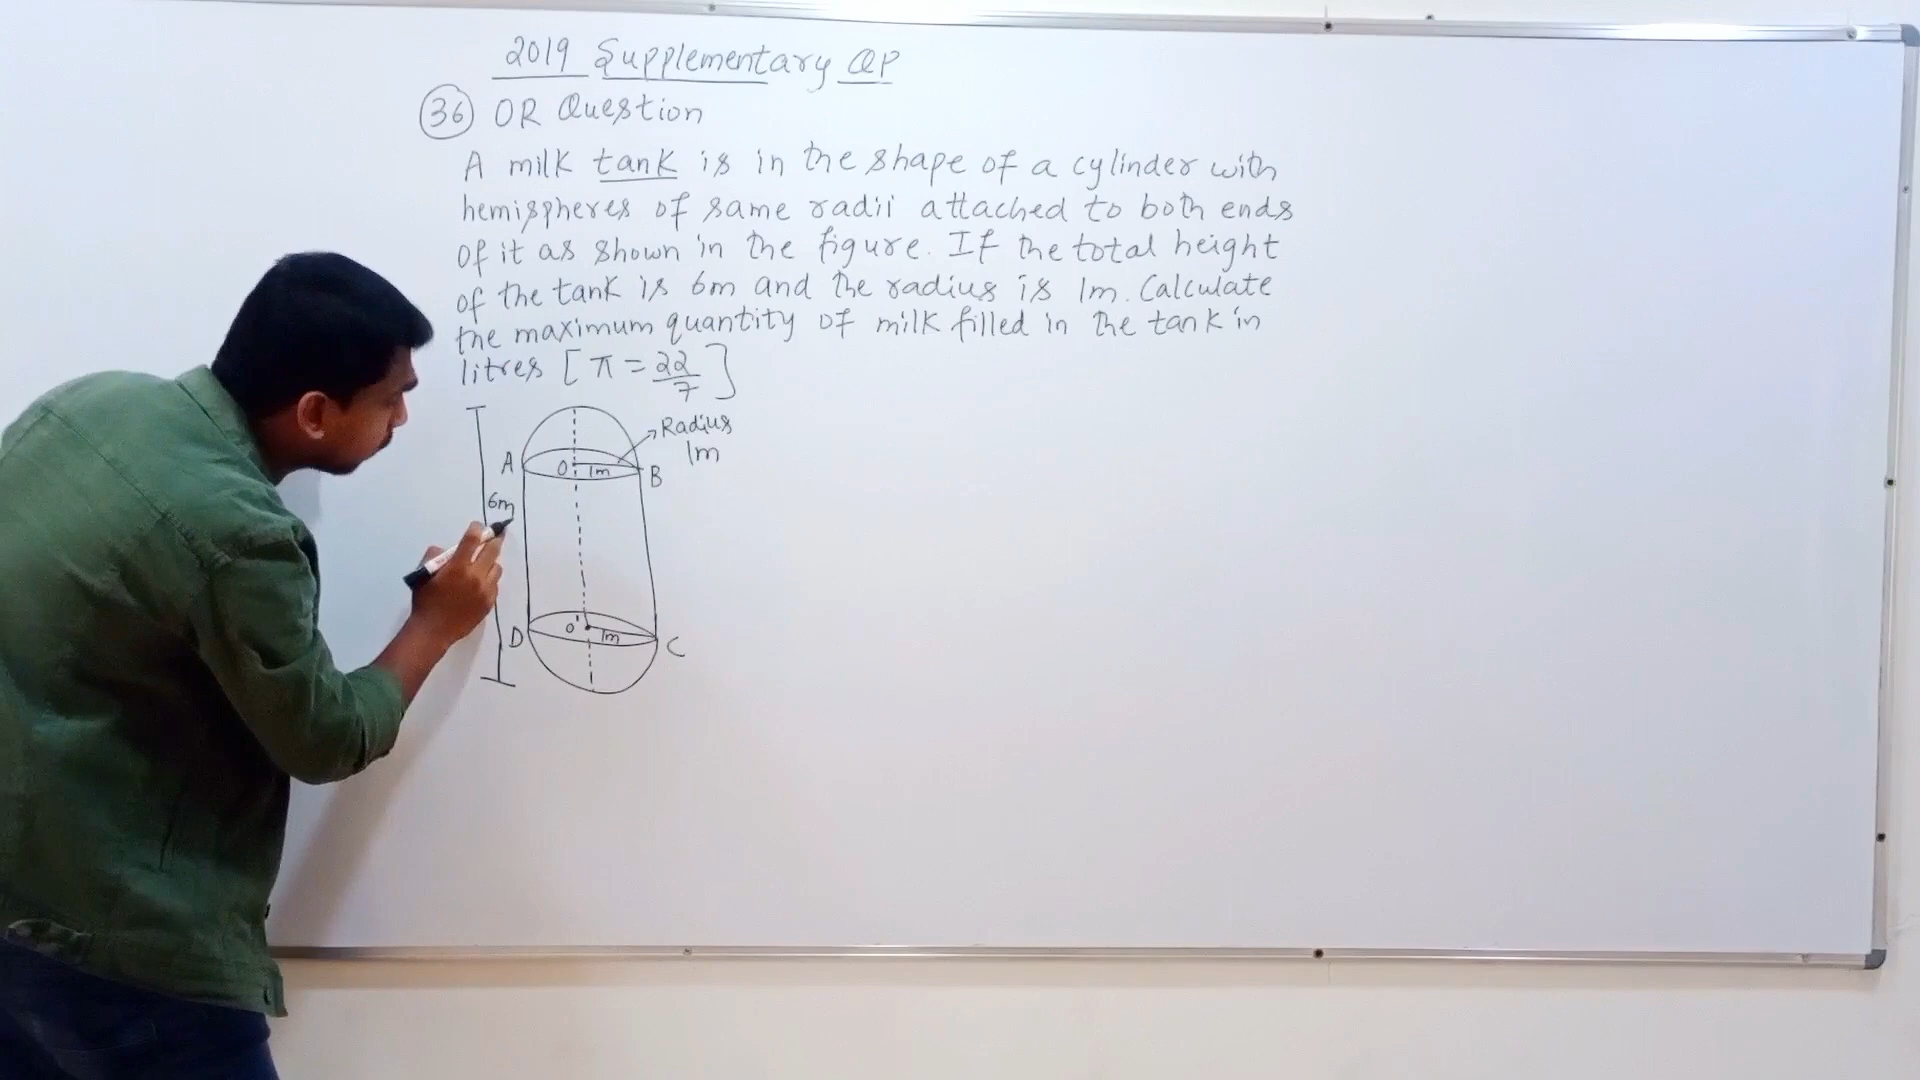 2019 Supplementary QP
36 OR Question
A milk tank is in the shape of a cylinder with
hemispheres of same radii attached to both ends
of it as shown in the figure. If the total height
of the tank is 6m and the radius is 1m. Calculate
the maximum quantity of milk filled in the tank in
litres [π = 22/7]
Radius
1m
A O 1m B
6m
D O' 1m C